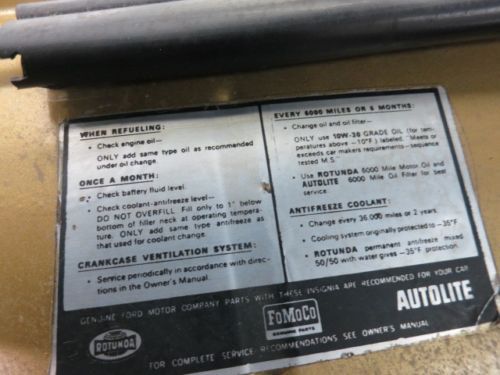 WHEN REFUELING:
• Check engine oil—
ONLY add same type oil as recommended
under oil change.
ONCE A MONTH:
• Check battery fluid level.
• Check coolant-antifreeze level—
DO NOT OVERFILL. Fill only to 1" below
bottom of filler neck at operating tempera-
ture. ONLY add same type antifreeze as
that used for coolant change.
CRANKCASE VENTILATION SYSTEM:
• Service periodically in accordance with direc-
tions in the Owner's Manual.
EVERY 6000 MILES OR 6 MONTHS:
• Change oil and oil filter—
ONLY use 10W-30 GRADE OIL (for tem-
peratures above -10°F) labeled, "Meets or
exceeds car makers requirements—sequence
tested M.S."
• Use ROTUNDA 6000 Mile Motor Oil and
AUTOLITE 6000 Mile Oil Filter for best
service.
ANTIFREEZE COOLANT:
• Change every 36,000 miles or 2 years.
• Cooling system originally protected to -35°F
• ROTUNDA permanent antifreeze mixed
50/50 with water gives -35°F. protection.
GENUINE FORD MOTOR COMPANY PARTS WITH THESE INSIGNIA ARE RECOMMENDED FOR YOUR CAR
ROTUNDA
FoMoCo
GENUINE PARTS
AUTOLITE
FOR COMPLETE SERVICE RECOMMENDATIONS SEE OWNER'S MANUAL